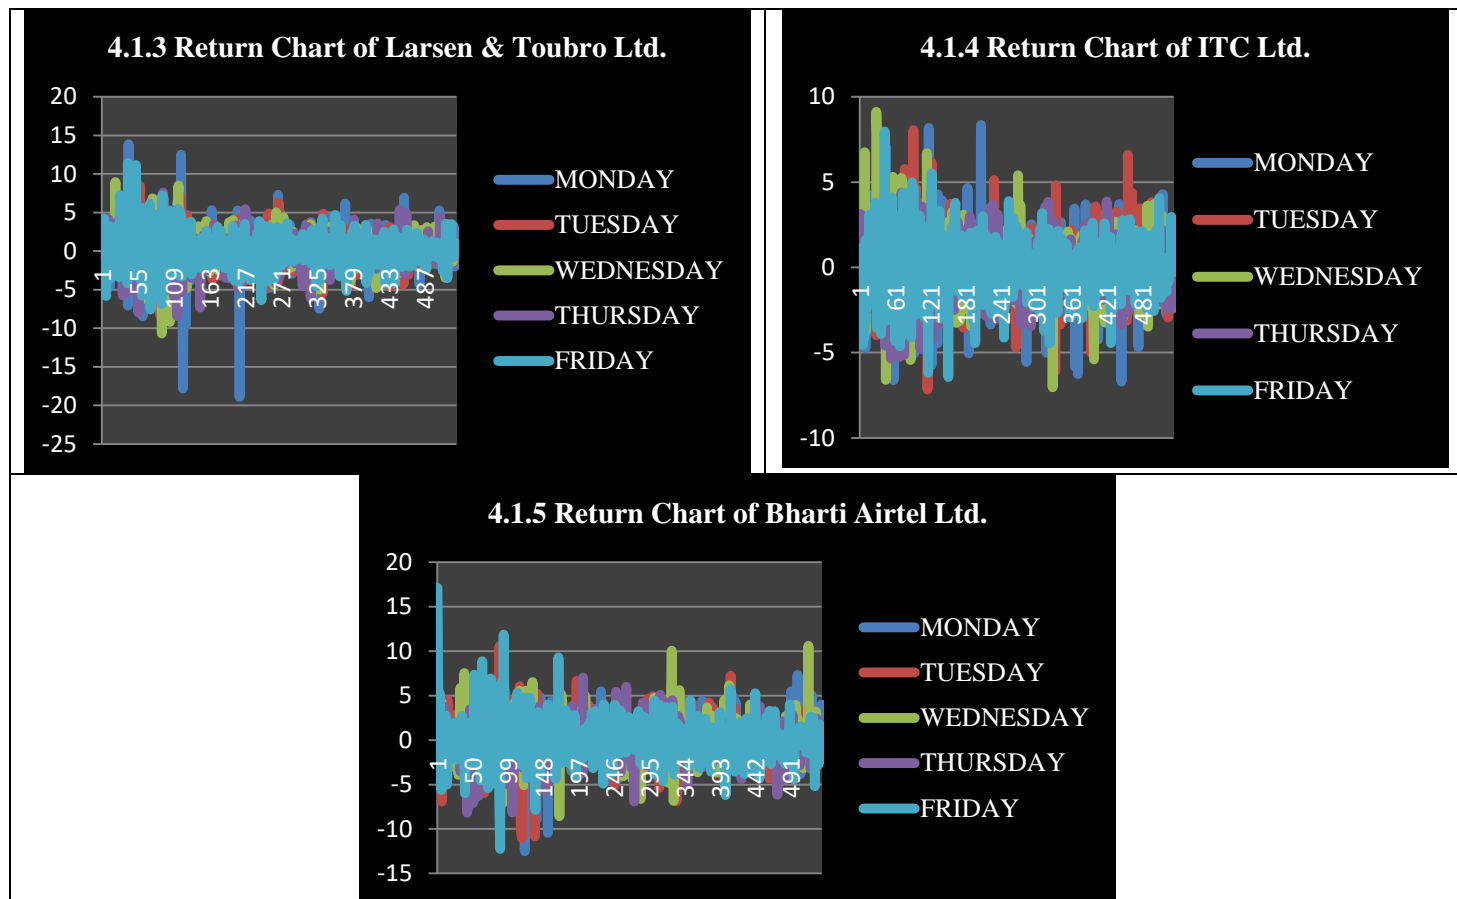 4.1.3 Return Chart of Larsen & Toubro Ltd.
20
15
10
5
0
-5
-10
-15
-20
-25
1
55
109
163
217
271
325
379
433
487
MONDAY
TUESDAY
WEDNESDAY
THURSDAY
FRIDAY
4.1.4 Return Chart of ITC Ltd.
10
5
0
-5
-10
1
61
121
181
241
301
361
421
481
MONDAY
TUESDAY
WEDNESDAY
THURSDAY
FRIDAY
4.1.5 Return Chart of Bharti Airtel Ltd.
20
15
10
5
0
-5
-10
-15
1
50
99
148
197
246
295
344
393
442
491
MONDAY
TUESDAY
WEDNESDAY
THURSDAY
FRIDAY